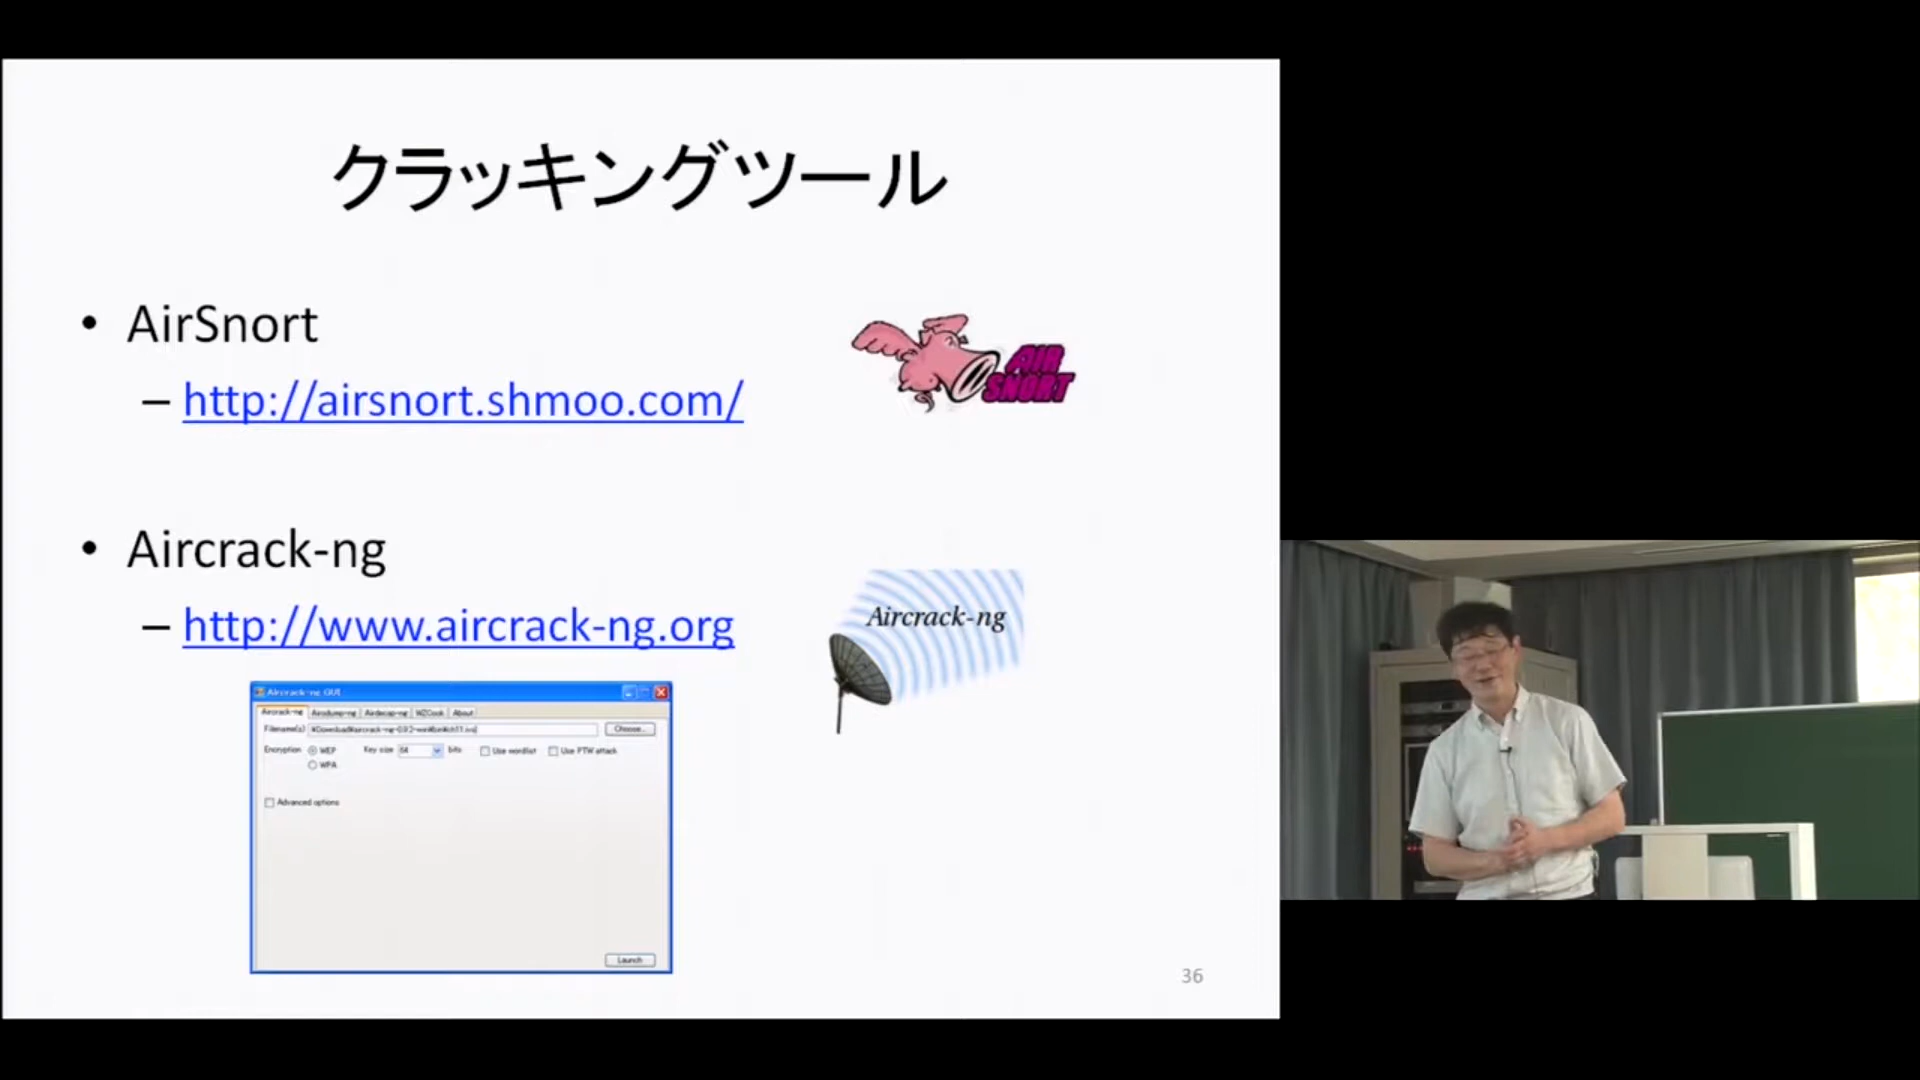 クラッキングツール
• AirSnort
– http://airsnort.shmoo.com/
AIR
SNORT
• Aircrack-ng
– http://www.aircrack-ng.org
Aircrack-ng
Aircrack-ng GUI
Aircrack-ng Airodump-ng Airdecap-ng WZCook About
Filename(s) Choose...
Encryption WEP Key size 64 bits Use wordlist Use PTW attack
WPA
Advanced options
Launch
36